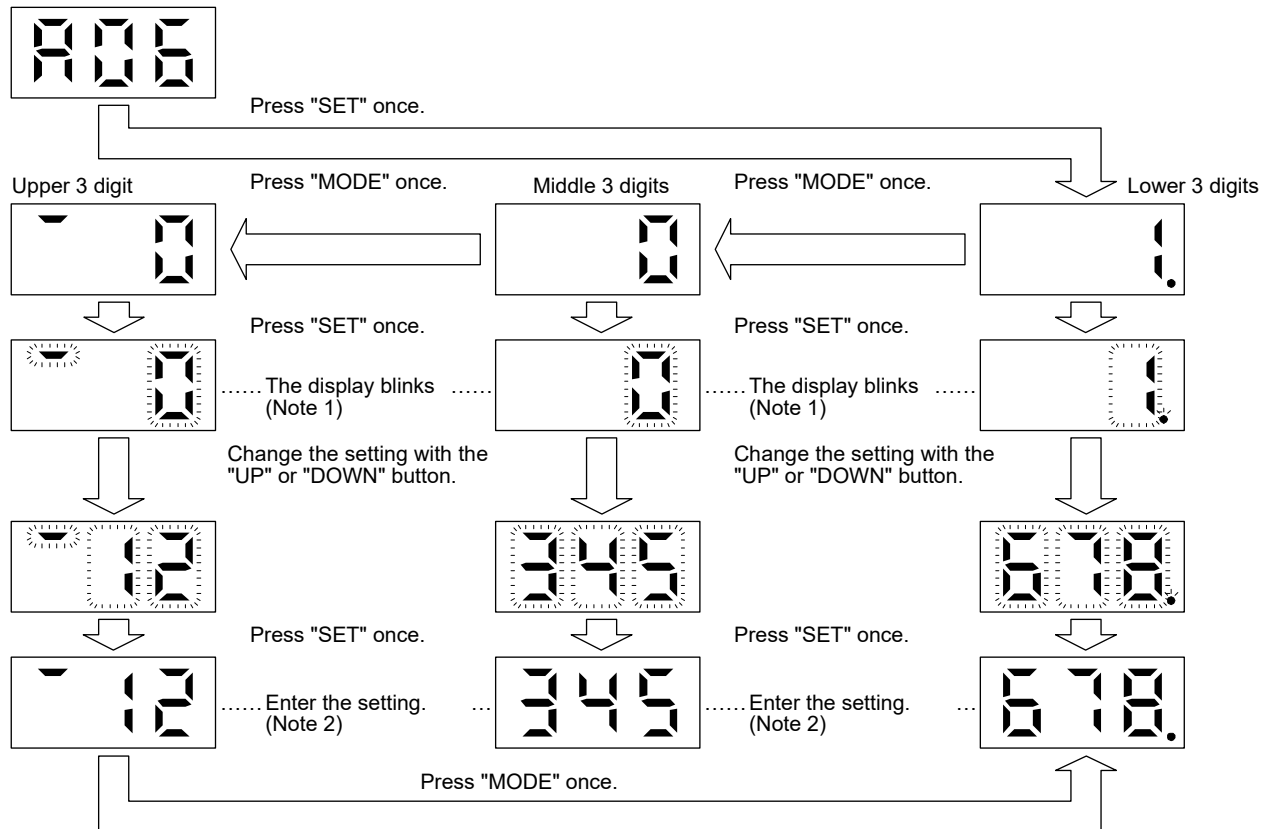 A06
Press "SET" once.
Upper 3 digit
Press "MODE" once.
Middle 3 digits
Press "MODE" once.
Lower 3 digits
‾ 0
0
1.
Press "SET" once.
Press "SET" once.
‾ 0
...... The display blinks ......
(Note 1)
0
...... The display blinks ......
(Note 1)
1.
Change the setting with the
"UP" or "DOWN" button.
Change the setting with the
"UP" or "DOWN" button.
‾ 12
345
678.
Press "SET" once.
Press "SET" once.
‾ 12
...... Enter the setting. ...
(Note 2)
345
...... Enter the setting. ...
(Note 2)
678.
Press "MODE" once.